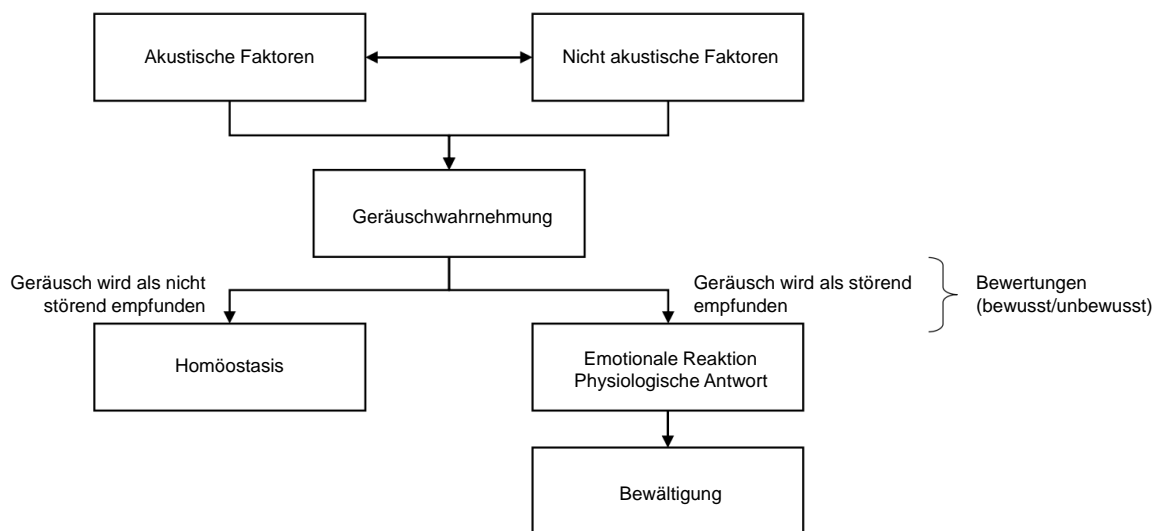 Akustische Faktoren
Nicht akustische Faktoren
Geräuschwahrnehmung
Geräusch wird als nicht
störend empfunden
Geräusch wird als störend
empfunden
Bewertungen
(bewusst/unbewusst)
Homöostasis
Emotionale Reaktion
Physiologische Antwort
Bewältigung